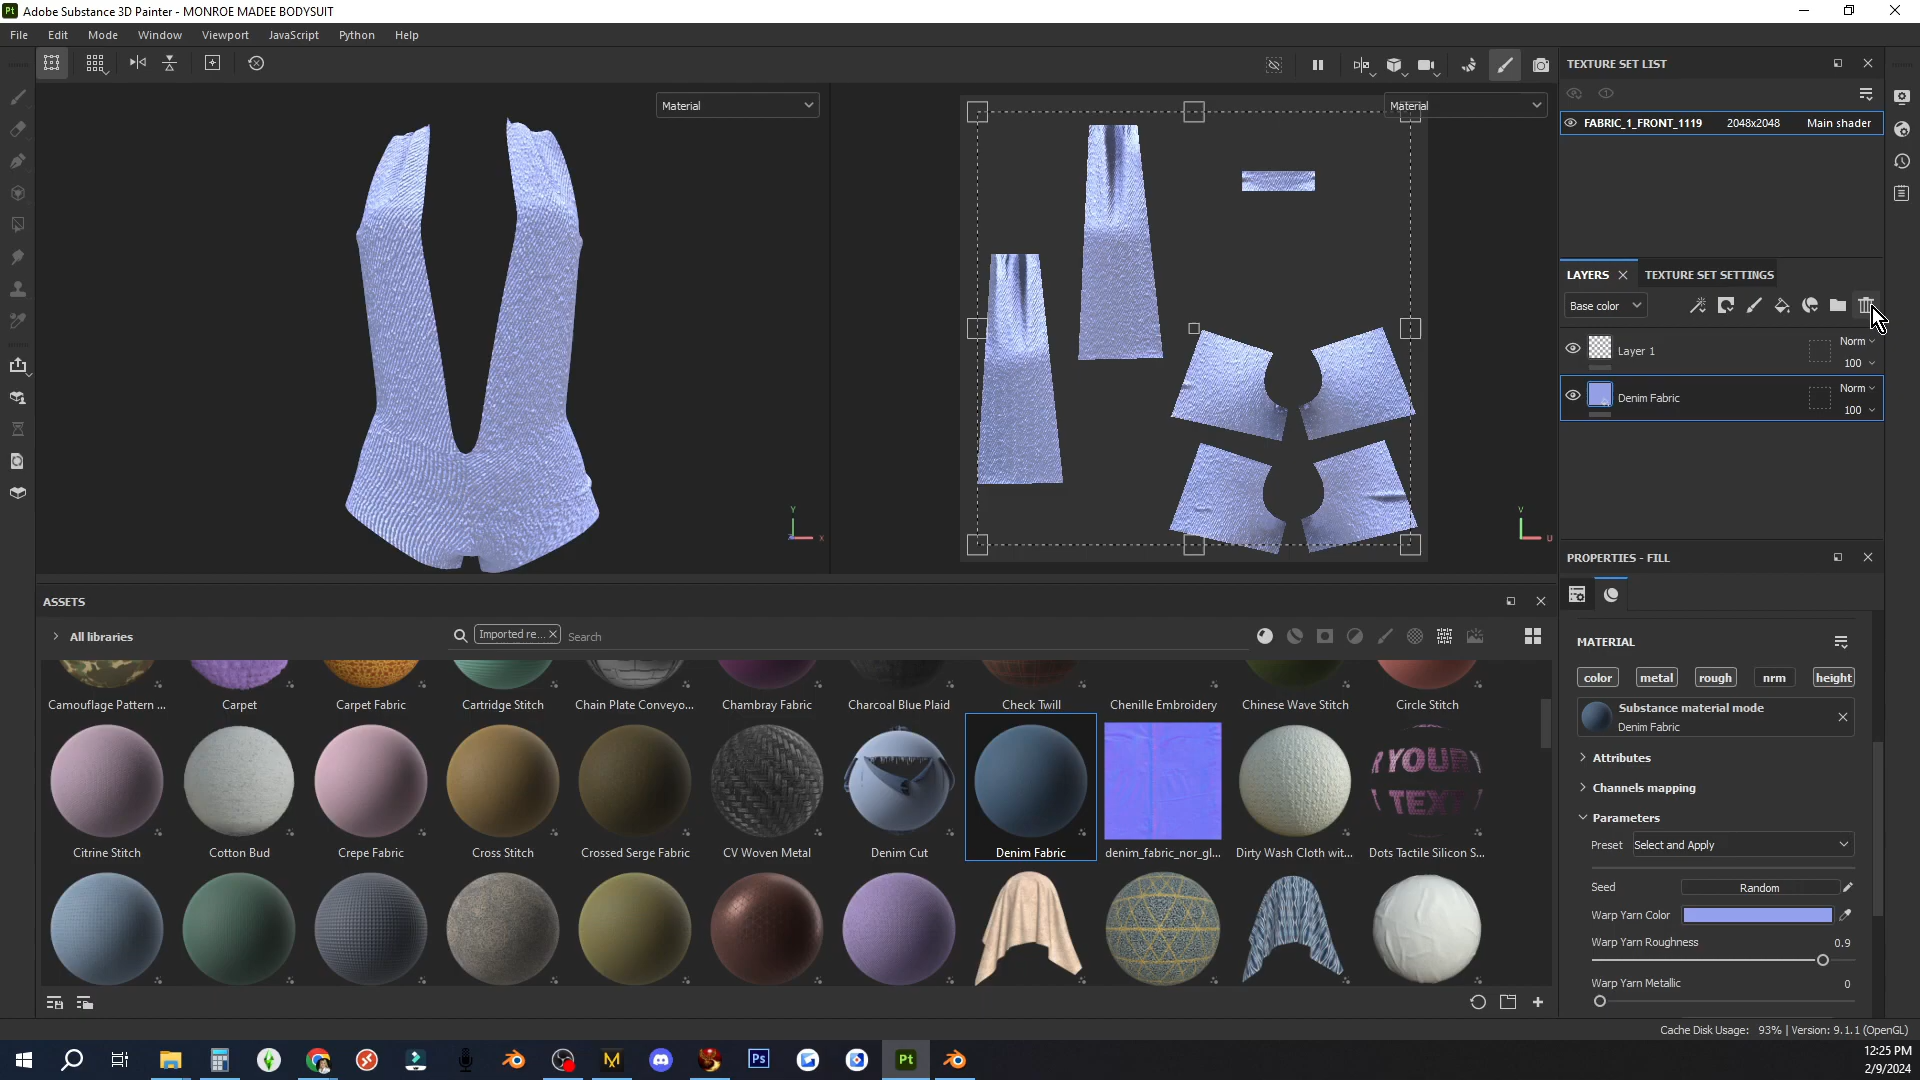 Adobe Substance 3D Painter - MONROE MADEE BODYSUIT
File Edit Mode Window Viewport JavaScript Python Help
Material
Material
TEXTURE SET LIST
FABRIC_1_FRONT_1119 2048x2048 Main shader
LAYERS TEXTURE SET SETTINGS
Base color
Norm
Layer 1
100
Norm
Denim Fabric
100
Y
X
V
U
PROPERTIES - FILL
MATERIAL
color metal rough nrm height
Substance material mode
Denim Fabric
Attributes
Channels mapping
Parameters
Preset Select and Apply
Seed Random
Warp Yarn Color
Warp Yarn Roughness 0.9
Warp Yarn Metallic 0
ASSETS
All libraries
Imported re...
Search
Camouflage Pattern ... Carpet Carpet Fabric Cartridge Stitch Chain Plate Conveyo... Chambray Fabric Charcoal Blue Plaid Check Twill Chenille Embroidery Chinese Wave Stitch Circle Stitch
YOUR
TEXT
Citrine Stitch Cotton Bud Crepe Fabric Cross Stitch Crossed Serge Fabric CV Woven Metal Denim Cut Denim Fabric denim_fabric_nor_gl... Dirty Wash Cloth wit... Dots Tactile Silicon S...
Cache Disk Usage: 93% | Version: 9.1.1 (OpenGL)
Ps
Pt
12:25 PM
2/9/2024